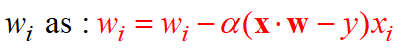 wᵢ as : wᵢ = wᵢ − α(x · w − y)xᵢ